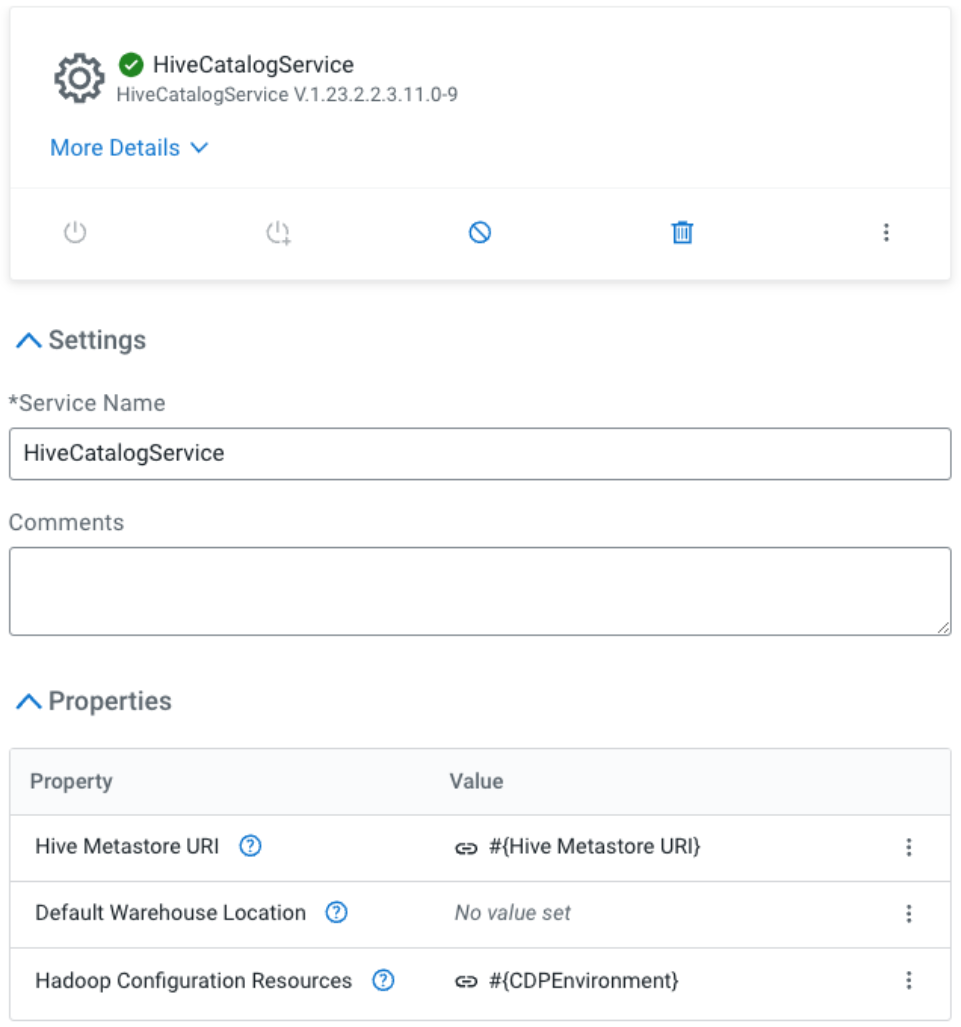 HiveCatalogService
HiveCatalogService V.1.23.2.2.3.11.0-9
More Details
Settings
*Service Name
HiveCatalogService
Comments
Properties
Property Value
Hive Metastore URI #{Hive Metastore URI}
Default Warehouse Location No value set
Hadoop Configuration Resources #{CDPEnvironment}